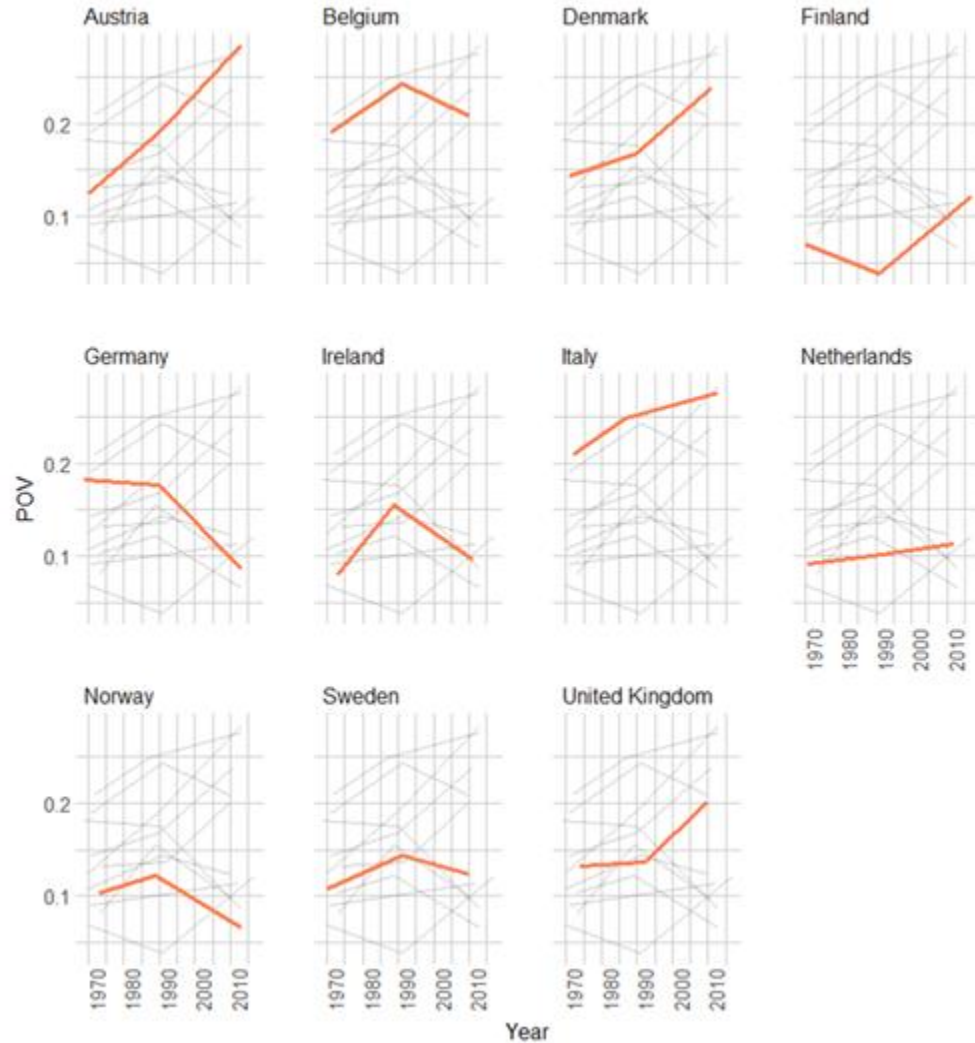 Austria Belgium Denmark Finland
0.2
0.1
Germany Ireland Italy Netherlands
0.2
0.1
POV
1970 1980 1990 2000 2010
Norway Sweden United Kingdom
0.2
0.1
1970 1980 1990 2000 2010 1970 1980 1990 2000 2010 1970 1980 1990 2000 2010
Year